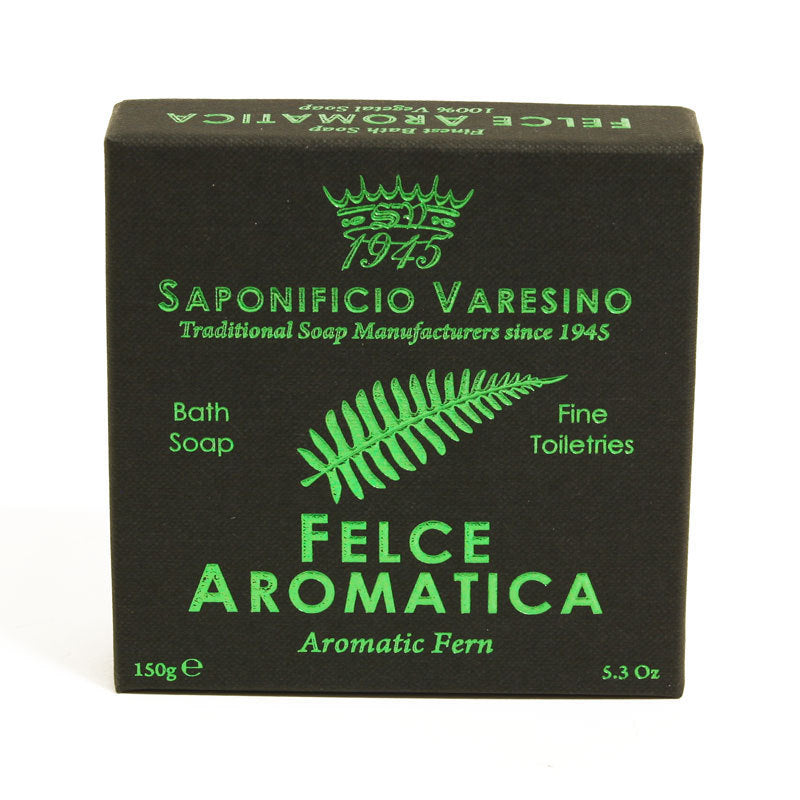 Finest Bath Soap
100% Vegetal Soap
FELCE AROMATICA
SV
1945
SAPONIFICIO VARESINO
Traditional Soap Manufacturers since 1945
Bath
Soap
Fine
Toiletries
FELCE
AROMATICA
Aromatic Fern
150g ℮
5.3 Oz